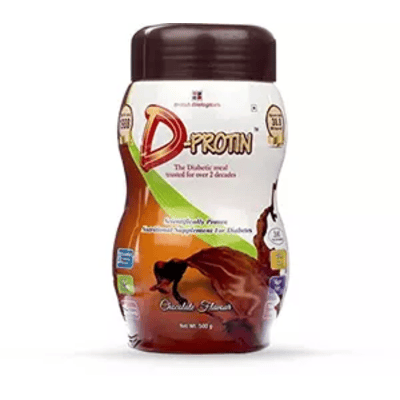 British Biologicals
D-PROTIN
The Diabetic meal
trusted for over 2 decades
Scientifically Proven
Nutritional Supplement For Diabetes
Chocolate Flavour
Net Wt. 500 g